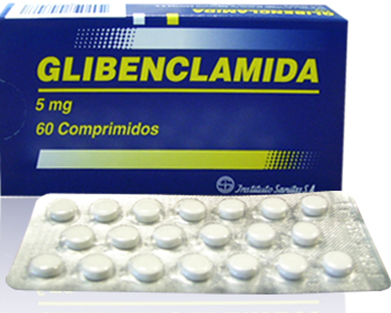 GLIBENCLAMIDA
5 mg
60 Comprimidos
Instituto Sanitas S.A.